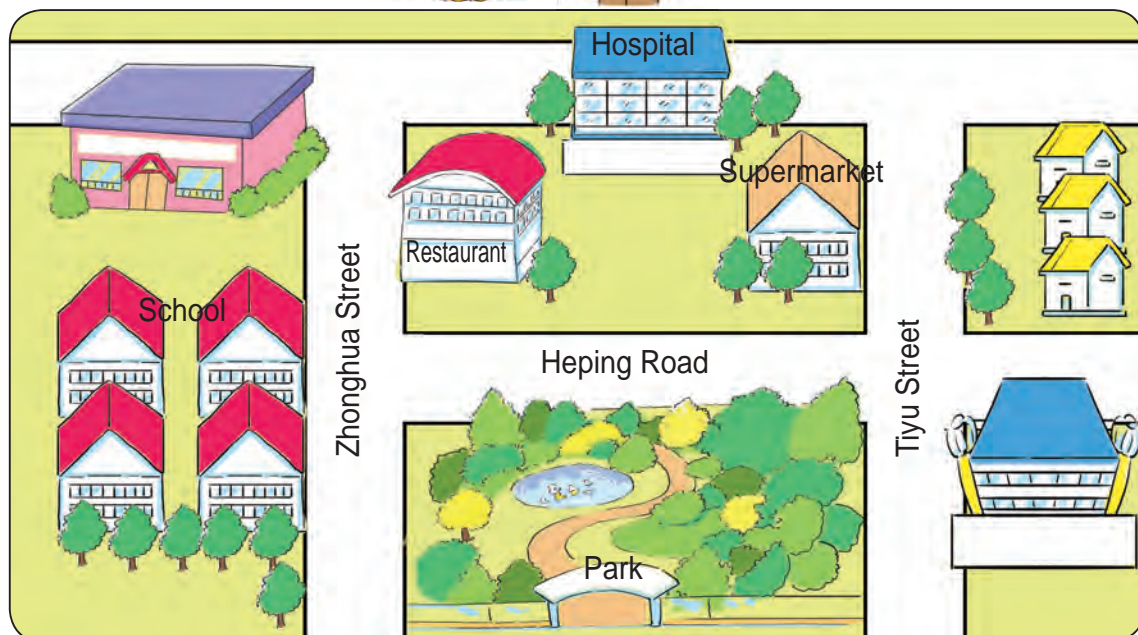 Hospital
Supermarket
Restaurant
School
Zhonghua Street
Heping Road
Tiyu Street
Park